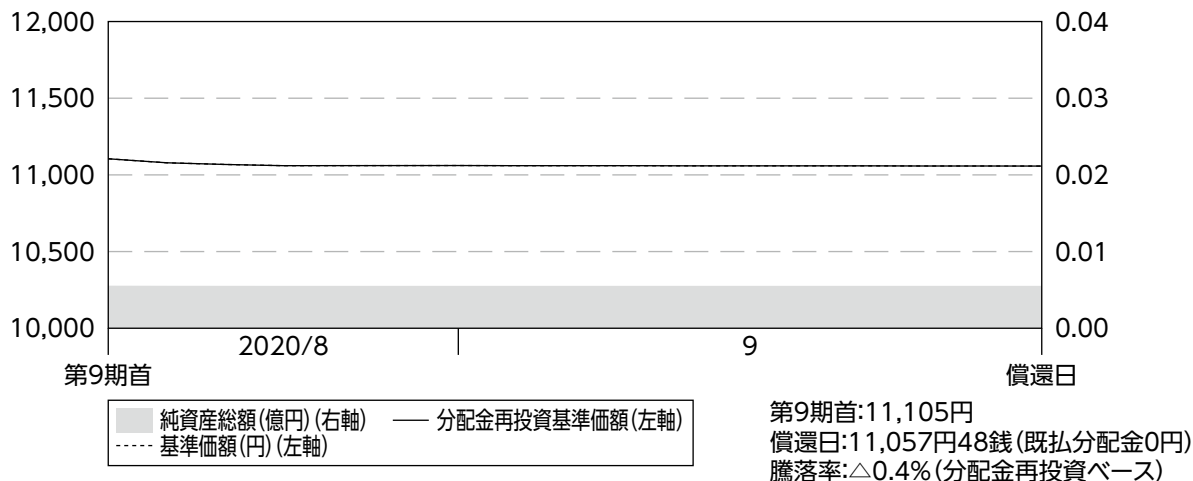 12,000
11,500
11,000
10,500
10,000
0.04
0.03
0.02
0.01
0.00
2020/8
9
第9期首
償還日
純資産総額(億円)(右軸)
分配金再投資基準価額(左軸)
基準価額(円)(左軸)
第9期首:11,105円
償還日:11,057円48銭(既払分配金0円)
騰落率:△0.4%(分配金再投資ベース)